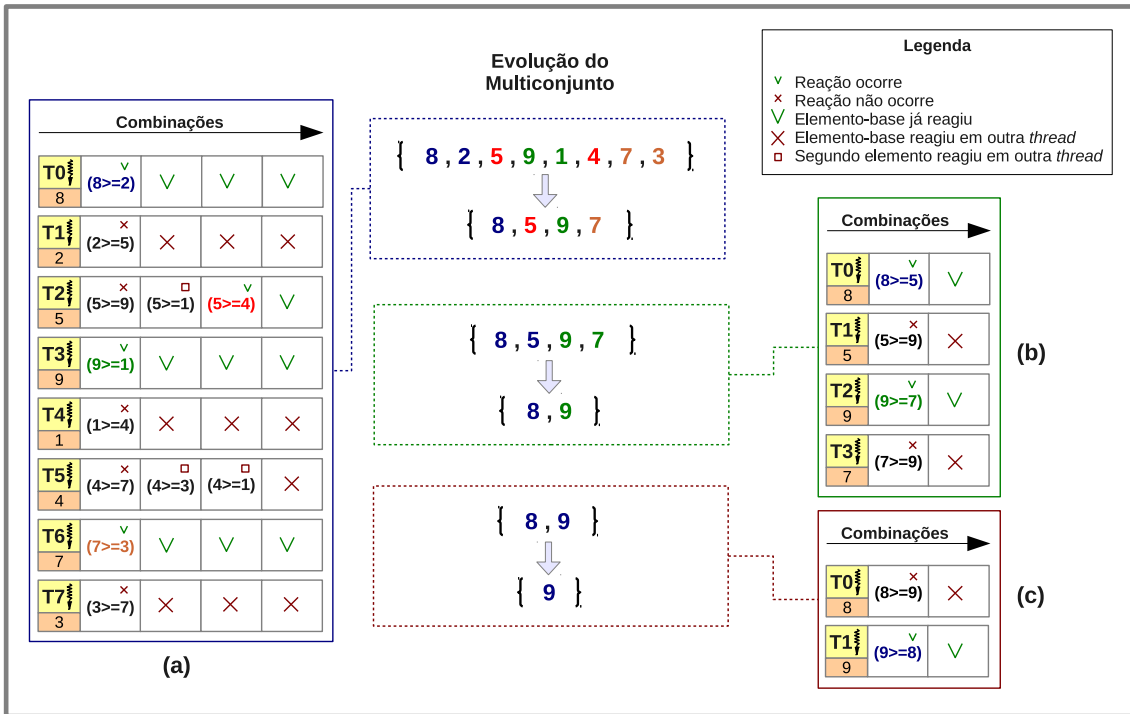 Evolução do
Multiconjunto
Legenda
Reação ocorre
Reação não ocorre
Elemento-base já reagiu
Elemento-base reagiu em outra thread
Segundo elemento reagiu em outra thread
Combinações
T0 (8>=2)
8
T1 (2>=5)
2
T2 (5>=9) (5>=1) (5>=4)
5
T3 (9>=1)
9
T4 (1>=4)
1
T5 (4>=7) (4>=3) (4>=1)
4
T6 (7>=3)
7
T7 (3>=7)
3
(a)
{ 8 , 2 , 5 , 9 , 1 , 4 , 7 , 3 }
{ 8 , 5 , 9 , 7 }
{ 8 , 5 , 9 , 7 }
{ 8 , 9 }
{ 8 , 9 }
{ 9 }
Combinações
T0 (8>=5)
8
T1 (5>=9)
5
T2 (9>=7)
9
T3 (7>=9)
7
(b)
Combinações
T0 (8>=9)
8
T1 (9>=8)
9
(c)